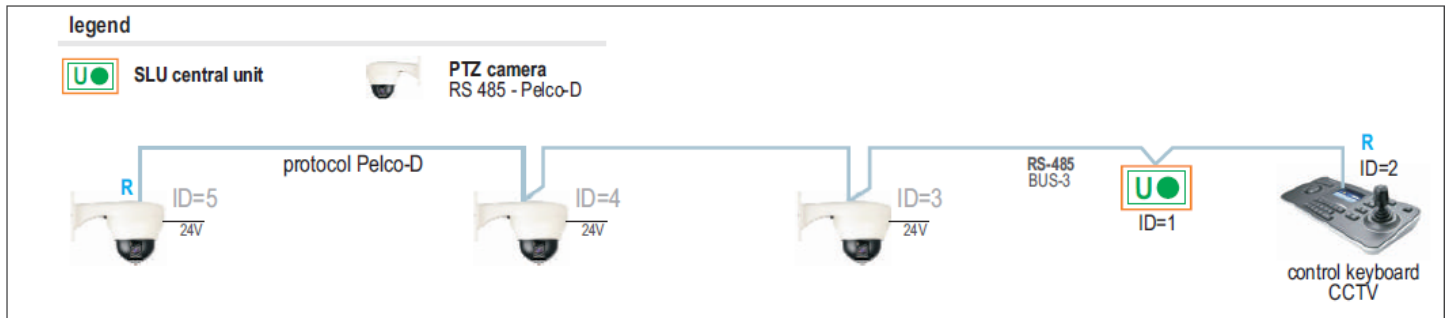 legend
U SLU central unit
PTZ camera
RS 485 - Pelco-D
protocol Pelco-D
R
ID=5
24V
ID=4
24V
ID=3
24V
RS-485
BUS-3
U
ID=1
R
ID=2
control keyboard
CCTV